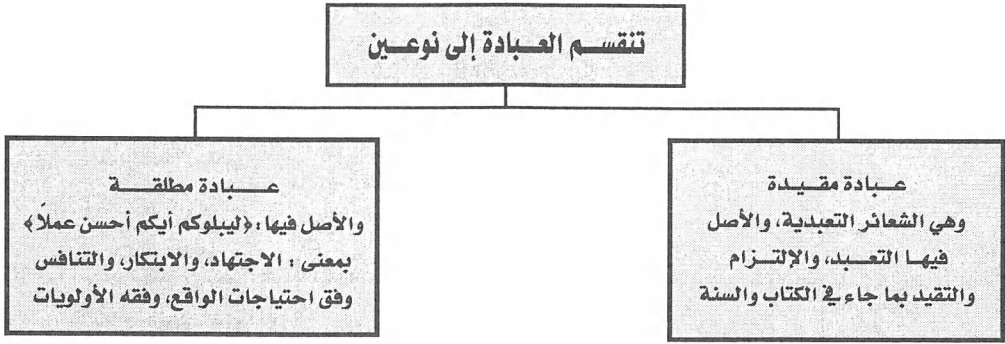 تنقسم العبادة إلى نوعين
عبادة مقيدة
وهي الشعائر التعبدية، والأصل
فيها التعبد، والإلتزام
والتقيد بما جاء في الكتاب والسنة
عبادة مطلقة
والأصل فيها: ﴿ليبلوكم أيكم أحسن عملاً﴾
بمعنى : الاجتهاد، والابتكار، والتنافس
وفق احتياجات الواقع، وفقه الأولويات